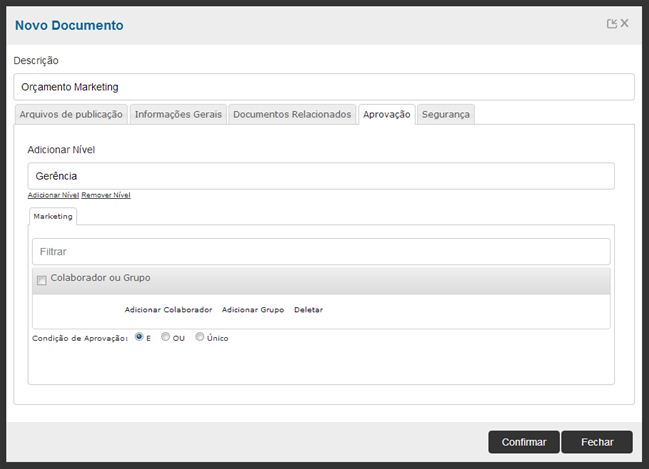 Novo Documento
Descrição
Orçamento Marketing
Arquivos de publicação Informações Gerais Documentos Relacionados Aprovação Segurança
Adicionar Nível
Gerência
Adicionar Nível Remover Nível
Marketing
Filtrar
Colaborador ou Grupo
Adicionar Colaborador Adicionar Grupo Deletar
Condição de Aprovação: E OU Único
Confirmar Fechar